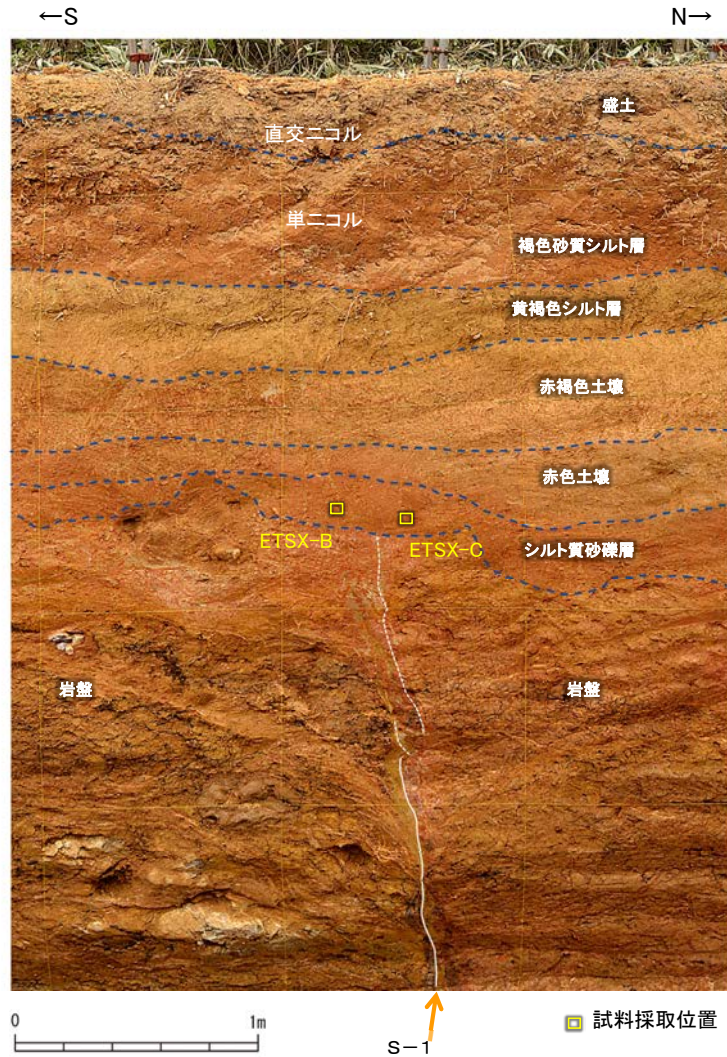 ←S
N→
盛土
直交ニコル
単ニコル
褐色砂質シルト層
黄褐色シルト層
赤褐色土壌
赤色土壌
ETSX-B
ETSX-C
シルト質砂礫層
岩盤
岩盤
0
1m
S-1
試料採取位置